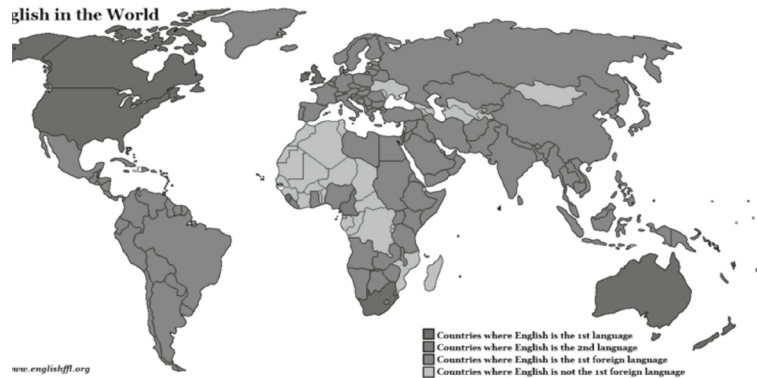 glish in the World
Countries where English is the 1st language
Countries where English is the 2nd language
Countries where English is the 1st foreign language
Countries where English is not the 1st foreign language
ww.englishffl.org